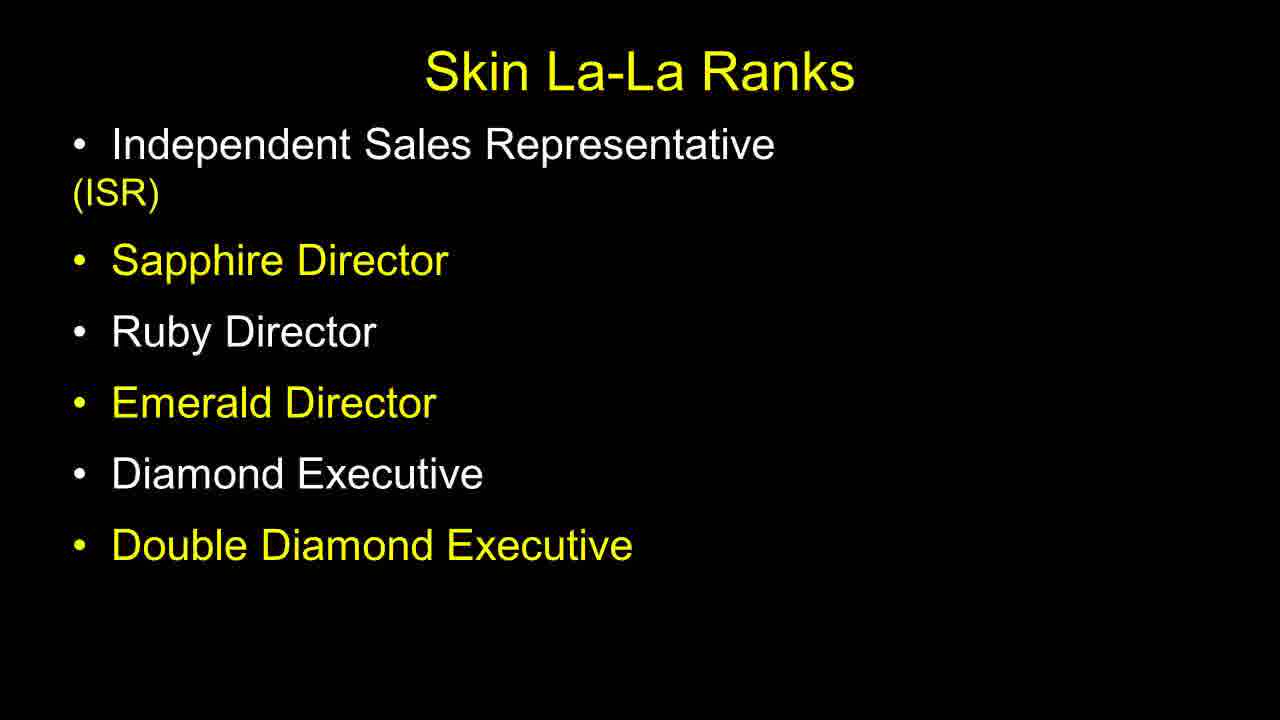 Skin La-La Ranks
• Independent Sales Representative
(ISR)
• Sapphire Director
• Ruby Director
• Emerald Director
• Diamond Executive
• Double Diamond Executive